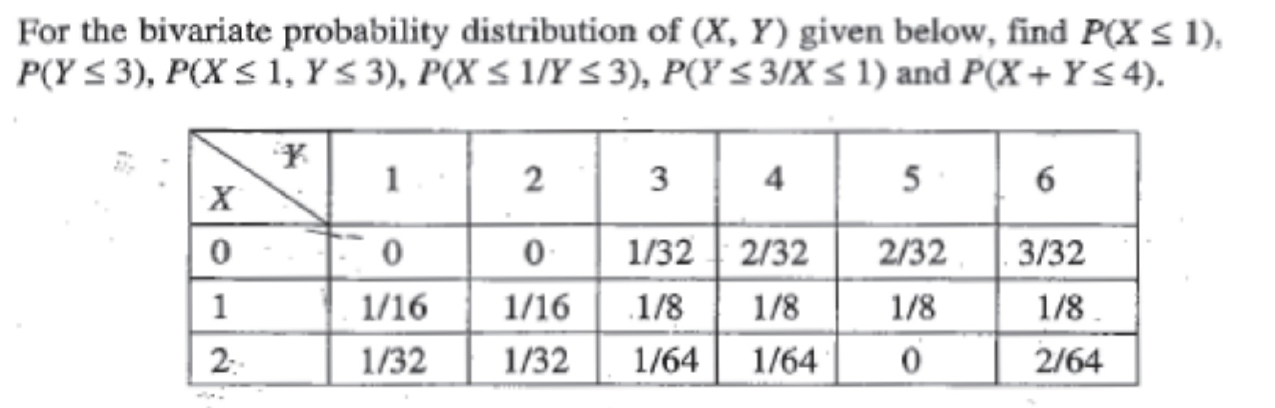 For the bivariate probability distribution of (X, Y) given below, find P(X ≤ 1),
P(Y ≤ 3), P(X ≤ 1, Y ≤ 3), P(X ≤ 1/Y ≤ 3), P(Y ≤ 3/X ≤ 1) and P(X + Y ≤ 4).
Y
X 1 2 3 4 5 6
0 0 0 1/32 2/32 2/32 3/32
1 1/16 1/16 1/8 1/8 1/8 1/8
2 1/32 1/32 1/64 1/64 0 2/64